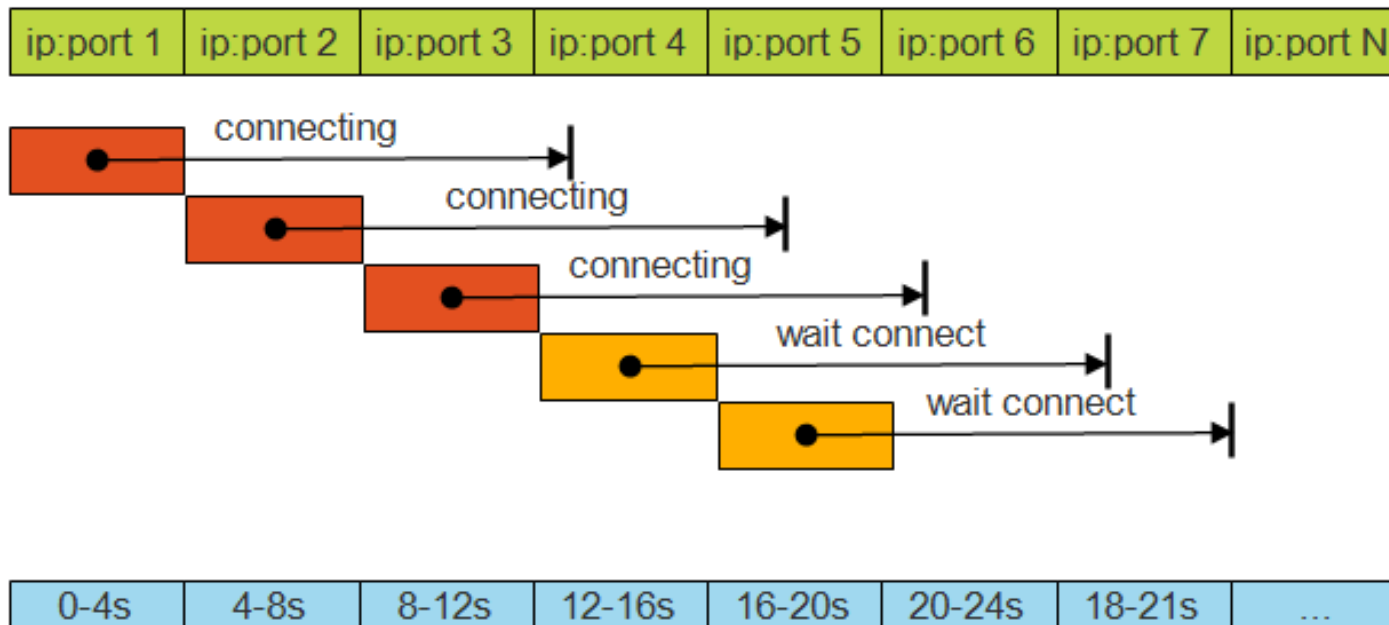 ip:port 1 ip:port 2 ip:port 3 ip:port 4 ip:port 5 ip:port 6 ip:port 7 ip:port N
connecting
connecting
connecting
wait connect
wait connect
0-4s 4-8s 8-12s 12-16s 16-20s 20-24s 18-21s ...